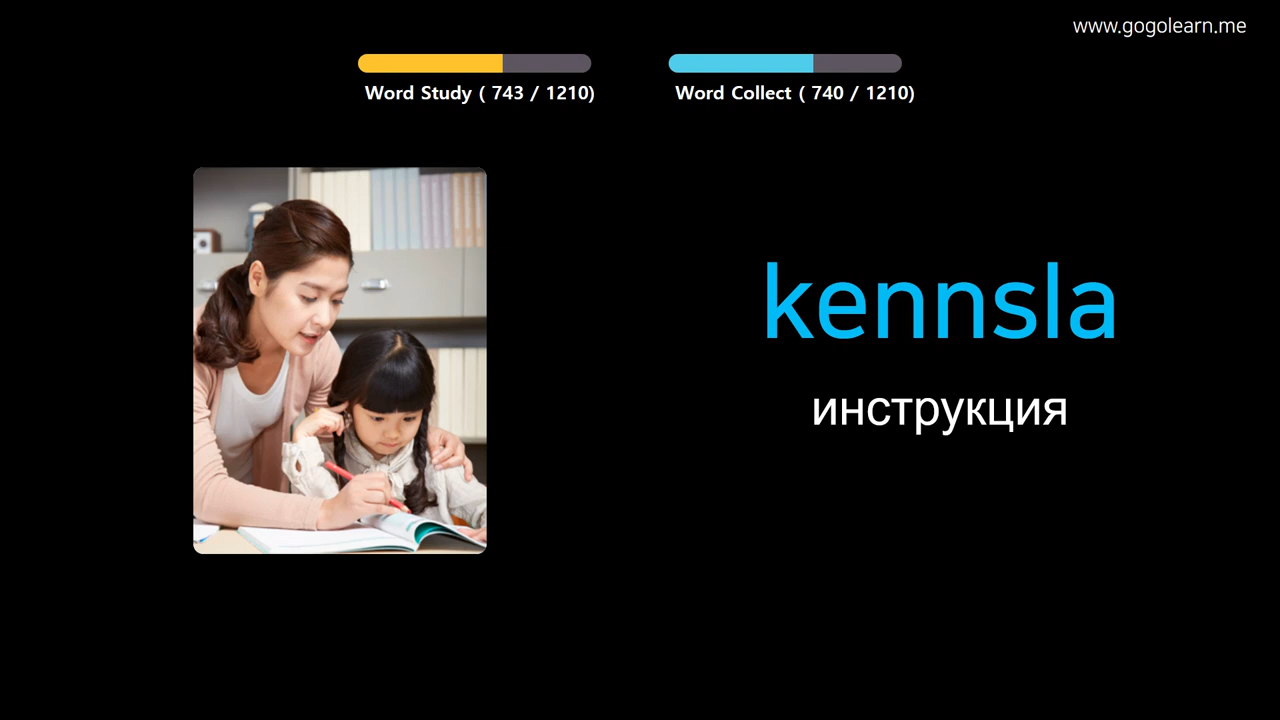 www.gogolearn.me
Word Study ( 743 / 1210)
Word Collect ( 740 / 1210)
kennsla
инструкция